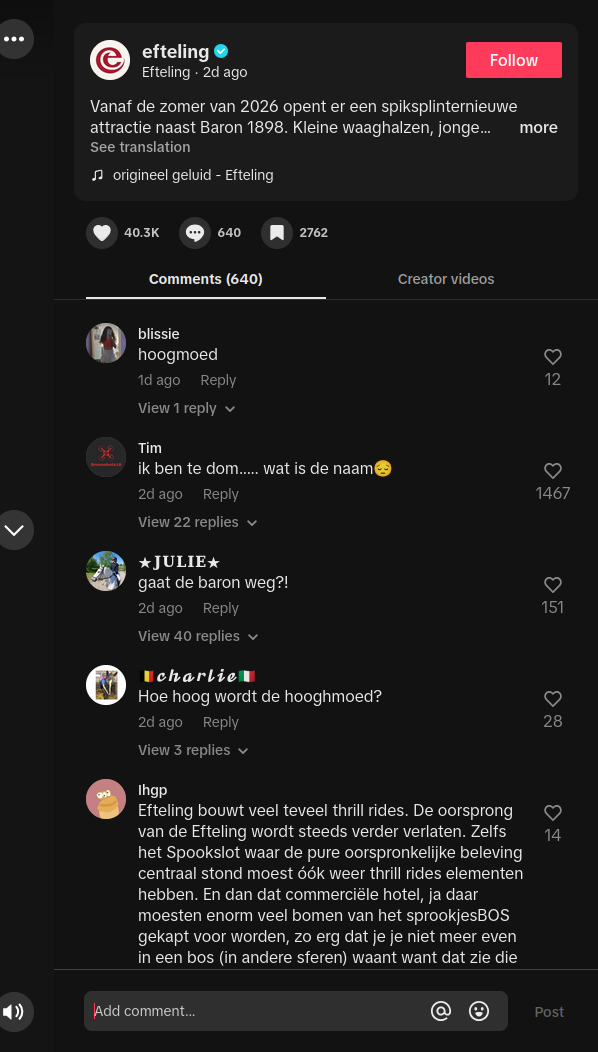 efteling
Efteling · 2d ago
Follow
Vanaf de zomer van 2026 opent er een spiksplinternieuwe
attractie naast Baron 1898. Kleine waaghalzen, jonge... more
See translation
origineel geluid - Efteling
40.3K 640 2762
Comments (640) Creator videos
blissie
hoogmoed
12
1d ago Reply
View 1 reply
Tim
ik ben te dom..... wat is de naam😔
1467
2d ago Reply
View 22 replies
★𝐉𝐔𝐋𝐈𝐄★
gaat de baron weg?!
151
2d ago Reply
View 40 replies
🇧🇪𝓬𝓱𝓪𝓻𝓵𝓲𝓮🇮🇹
Hoe hoog wordt de hooghmoed?
28
2d ago Reply
View 3 replies
lhgp
Efteling bouwt veel teveel thrill rides. De oorsprong
van de Efteling wordt steeds verder verlaten. Zelfs
14
het Spookslot waar de pure oorspronkelijke beleving
centraal stond moest óók weer thrill rides elementen
hebben. En dan dat commerciële hotel, ja daar
moesten enorm veel bomen van het sprookjesBOS
gekapt voor worden, zo erg dat je je niet meer even
in een bos (in andere sferen) waant want dat zie die
Add comment...
Post